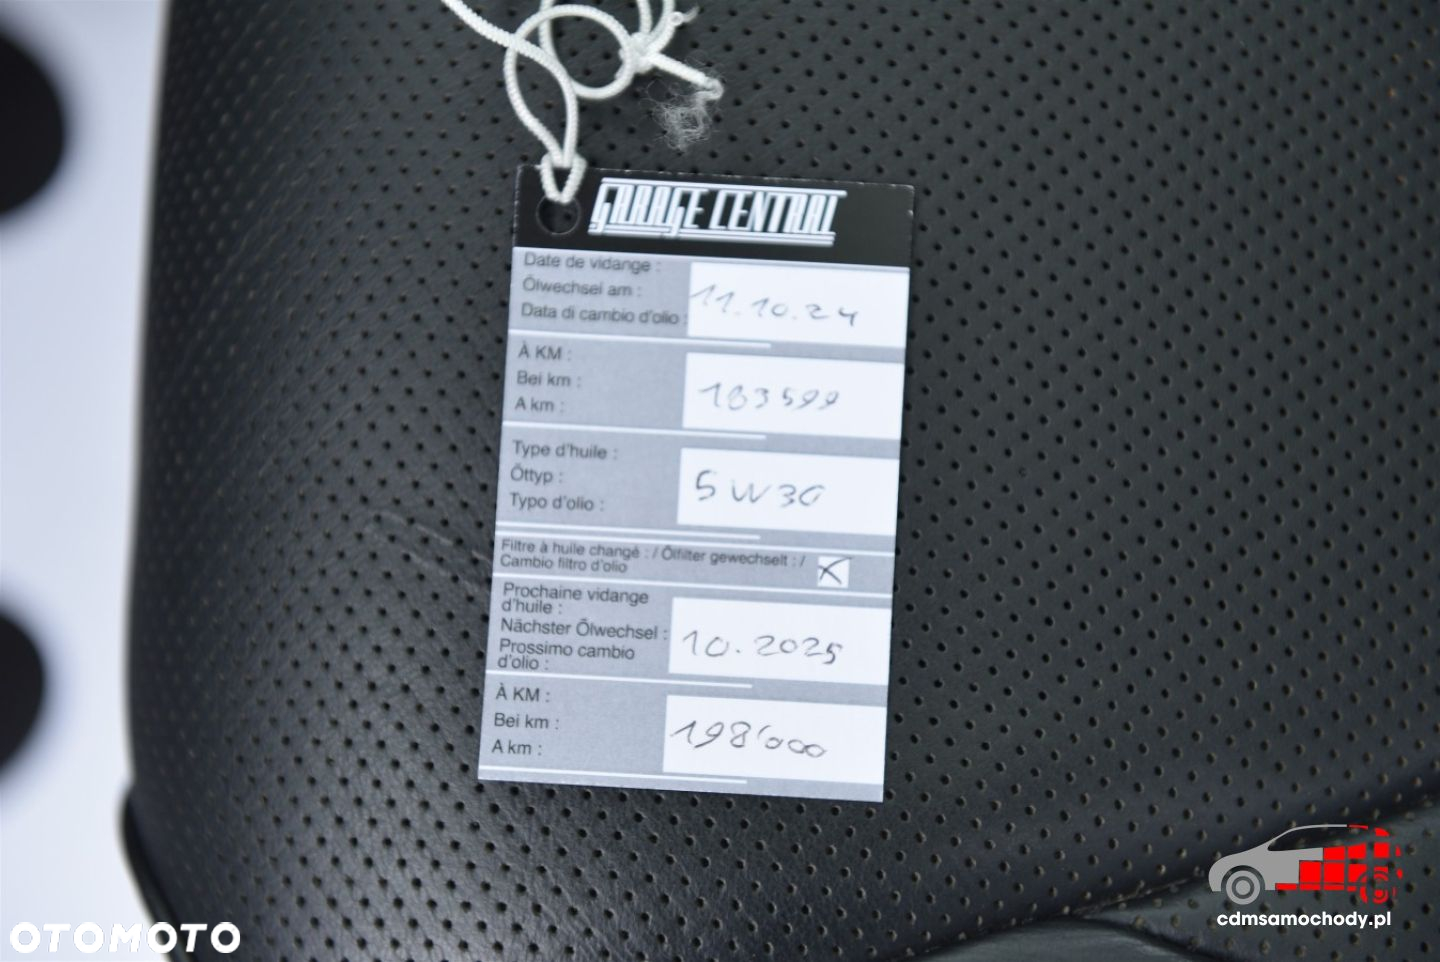 GARAGE CENTRAL
Date de vidange :
Ölwechsel am :
Data di cambio d'olio :
11.10.24
À KM :
Bei km :
A km :
183599
Type d'huile :
Öttyp :
Typo d'olio :
5W30
Filtre à huile changé : / Ölfilter gewechselt : /
Cambio filtro d'olio
Prochaine vidange
d'huile :
Nächster Ölwechsel :
Prossimo cambio
d'olio :
10.2025
À KM :
Bei km :
A km :
198'000
OTOMOTO
cdmsamochody.pl